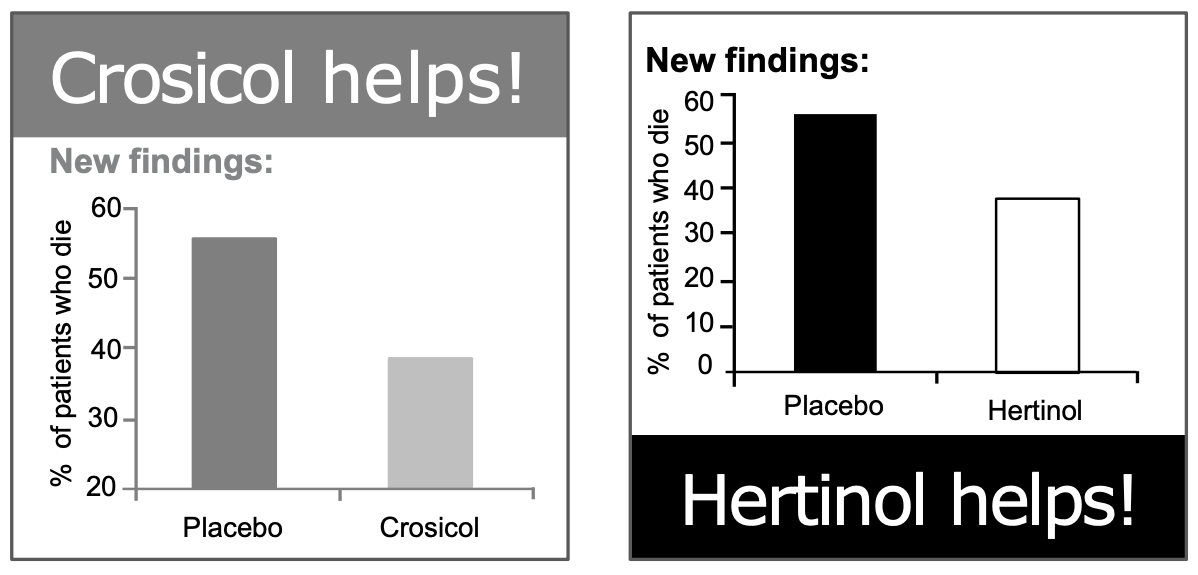 Crosicol helps!
New findings:
% of patients who die
60
50
40
30
20
Placebo Crosicol
New findings:
% of patients who die
60
50
40
30
20
10
0
Placebo Hertinol
Hertinol helps!